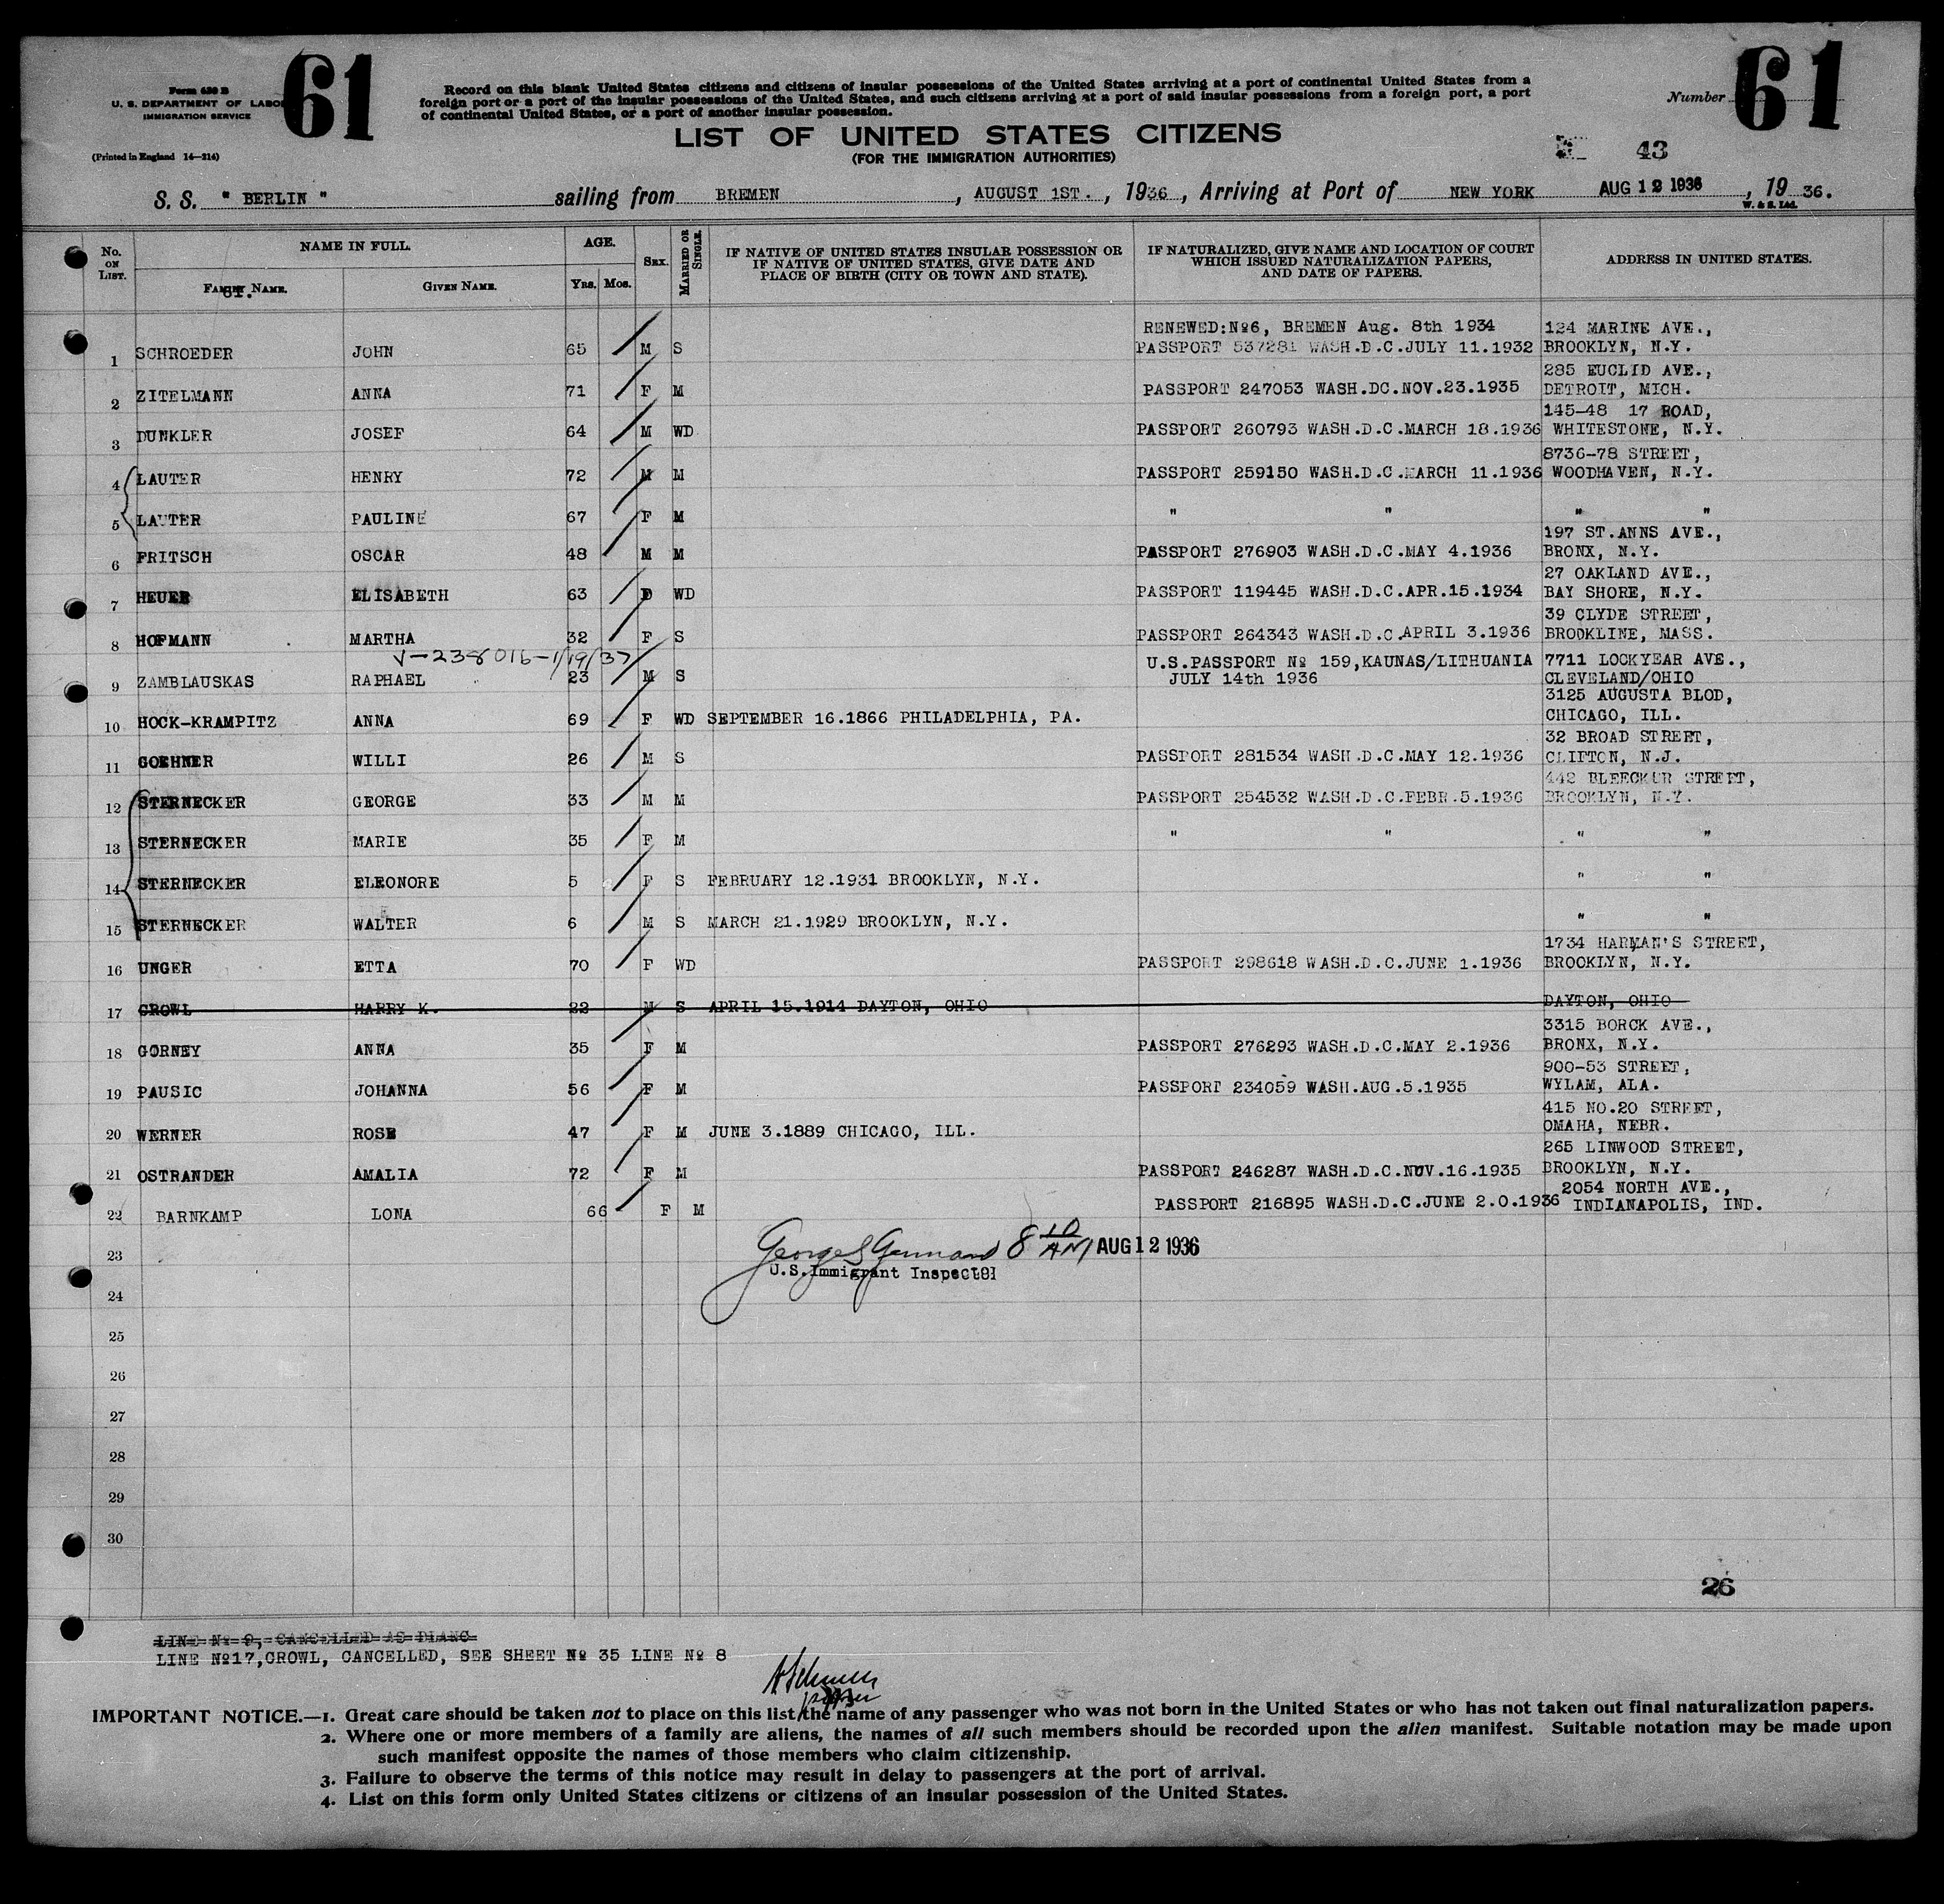 61
61
Form 630 B
U. S. DEPARTMENT OF LABOR
IMMIGRATION SERVICE
(Printed in England 14—214)
Record on this blank United States citizens and citizens of insular possessions of the United States arriving at a port of continental United States from a
foreign port or a port of the insular possessions of the United States, and such citizens arriving at a port of said insular possessions from a foreign port, a port
of continental United States, or a port of another insular possession.
Number
LIST OF UNITED STATES CITIZENS
(FOR THE IMMIGRATION AUTHORITIES)
43
S. S. " BERLIN " sailing from BREMEN , AUGUST 1ST. , 1936 , Arriving at Port of NEW YORK AUG 12 1936 , 19 36.
W. & S. Ltd.
No. ON LIST.
NAME IN FULL.
FAMILY NAME.
61.
GIVEN NAME.
AGE.
Yrs. Mos.
SEX.
MARRIED OR SINGLE.
IF NATIVE OF UNITED STATES INSULAR POSSESSION OR
IF NATIVE OF UNITED STATES, GIVE DATE AND
PLACE OF BIRTH (CITY OR TOWN AND STATE).
IF NATURALIZED, GIVE NAME AND LOCATION OF COURT
WHICH ISSUED NATURALIZATION PAPERS,
AND DATE OF PAPERS.
ADDRESS IN UNITED STATES.
RENEWED:№6, BREMEN Aug. 8th 1934 124 MARINE AVE.,
1 SCHROEDER JOHN 65 M S PASSPORT 537281 WASH.D.C.JULY 11.1932 BROOKLYN, N.Y.
285 EUCLID AVE.,
2 ZITELMANN ANNA 71 F M PASSPORT 247053 WASH.DC.NOV.23.1935 DETROIT, MICH.
145-48 17 ROAD,
3 DUNKLER JOSEF 64 M WD PASSPORT 260793 WASH.D.C.MARCH 18.1936 WHITESTONE, N.Y.
8736-78 STREET,
4 LAUTER HENRY 72 M M PASSPORT 259150 WASH.D.C.MARCH 11.1936 WOODHAVEN, N.Y.
5 LAUTER PAULINE 67 F M " " " "
197 ST.ANNS AVE.,
6 FRITSCH OSCAR 48 M M PASSPORT 276903 WASH.D.C.MAY 4.1936 BRONX, N.Y.
27 OAKLAND AVE.,
7 HEUER ELISABETH 63 WD PASSPORT 119445 WASH.D.C.APR.15.1934 BAY SHORE, N.Y.
39 CLYDE STREET,
8 HOFMANN MARTHA 32 F S PASSPORT 264343 WASH.D.C.APRIL 3.1936 BROOKLINE, MASS.
V-238016-1/19/37
U.S.PASSPORT № 159,KAUNAS/LITHUANIA 7711 LOCKYEAR AVE.,
9 ZAMBLAUSKAS RAPHAEL 23 M S JULY 14th 1936 CLEVELAND/OHIO
3125 AUGUSTA BLOD,
10 HOCK-KRAMPITZ ANNA 69 F WD SEPTEMBER 16.1866 PHILADELPHIA, PA. CHICAGO, ILL.
32 BROAD STREET,
11 GOEHNER WILLI 26 M S PASSPORT 281534 WASH.D.C.MAY 12.1936 CLIFTON, N.J.
442 BLEECKUR STREET,
12 STERNECKER GEORGE 33 M M PASSPORT 254532 WASH.D.C.FEBR.5.1936 BROOKLYN, N.Y.
13 STERNECKER MARIE 35 F M " " " "
14 STERNECKER ELEONORE 5 F S FEBRUARY 12.1931 BROOKLYN, N.Y. " "
15 STERNECKER WALTER 6 M S MARCH 21.1929 BROOKLYN, N.Y. " "
1734 HARMAN'S STREET,
16 UNGER ETTA 70 F WD PASSPORT 298618 WASH.D.C.JUNE 1.1936 BROOKLYN, N.Y.
17 CROWL HARRY K. 22 M S APRIL 15.1914 DAYTON, OHIO DAYTON, OHIO
3315 BORCK AVE.,
18 GORNEY ANNA 35 F M PASSPORT 276293 WASH.D.C.MAY 2.1936 BRONX, N.Y.
900-53 STREET,
19 PAUSIC JOHANNA 56 F M PASSPORT 234059 WASH.AUG.5.1935 WYLAM, ALA.
415 NO.20 STREET,
20 WERNER ROSE 47 F M JUNE 3.1889 CHICAGO, ILL. OMAHA, NEBR.
265 LINWOOD STREET,
21 OSTRANDER AMALIA 72 F M PASSPORT 246287 WASH.D.C.NOV.16.1935 BROOKLYN, N.Y.
2054 NORTH AVE.,
22 BARNKAMP LONA 66 F M PASSPORT 216895 WASH.D.C.JUNE 2.0.1936 INDIANAPOLIS, IND.
23 8 10 AM AUG 12 1936
U.S.Immigrant Inspector
24
25
26
27
28
29
30
26
LINE № 9, CANCELLED AS
LINE №17,CROWL, CANCELLED, SEE SHEET № 35 LINE № 8
IMPORTANT NOTICE.—1. Great care should be taken not to place on this list the name of any passenger who was not born in the United States or who has not taken out final naturalization papers.
2. Where one or more members of a family are aliens, the names of all such members should be recorded upon the alien manifest. Suitable notation may be made upon
such manifest opposite the names of those members who claim citizenship.
3. Failure to observe the terms of this notice may result in delay to passengers at the port of arrival.
4. List on this form only United States citizens or citizens of an insular possession of the United States.